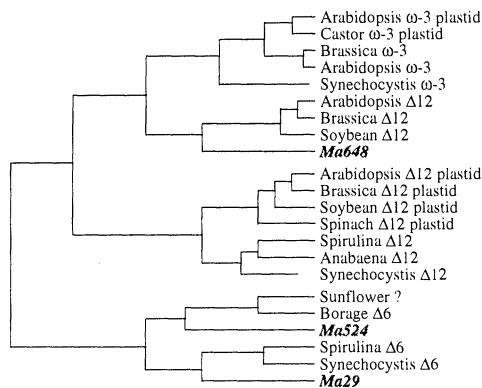 Arabidopsis ω-3 plastid
Castor ω-3 plastid
Brassica ω-3
Arabidopsis ω-3
Synechocystis ω-3
Arabidopsis Δ12
Brassica Δ12
Soybean Δ12
Ma648
Arabidopsis Δ12 plastid
Brassica Δ12 plastid
Soybean Δ12 plastid
Spinach Δ12 plastid
Spirulina Δ12
Anabaena Δ12
Synechocystis Δ12
Sunflower ?
Borage Δ6
Ma524
Spirulina Δ6
Synechocystis Δ6
Ma29